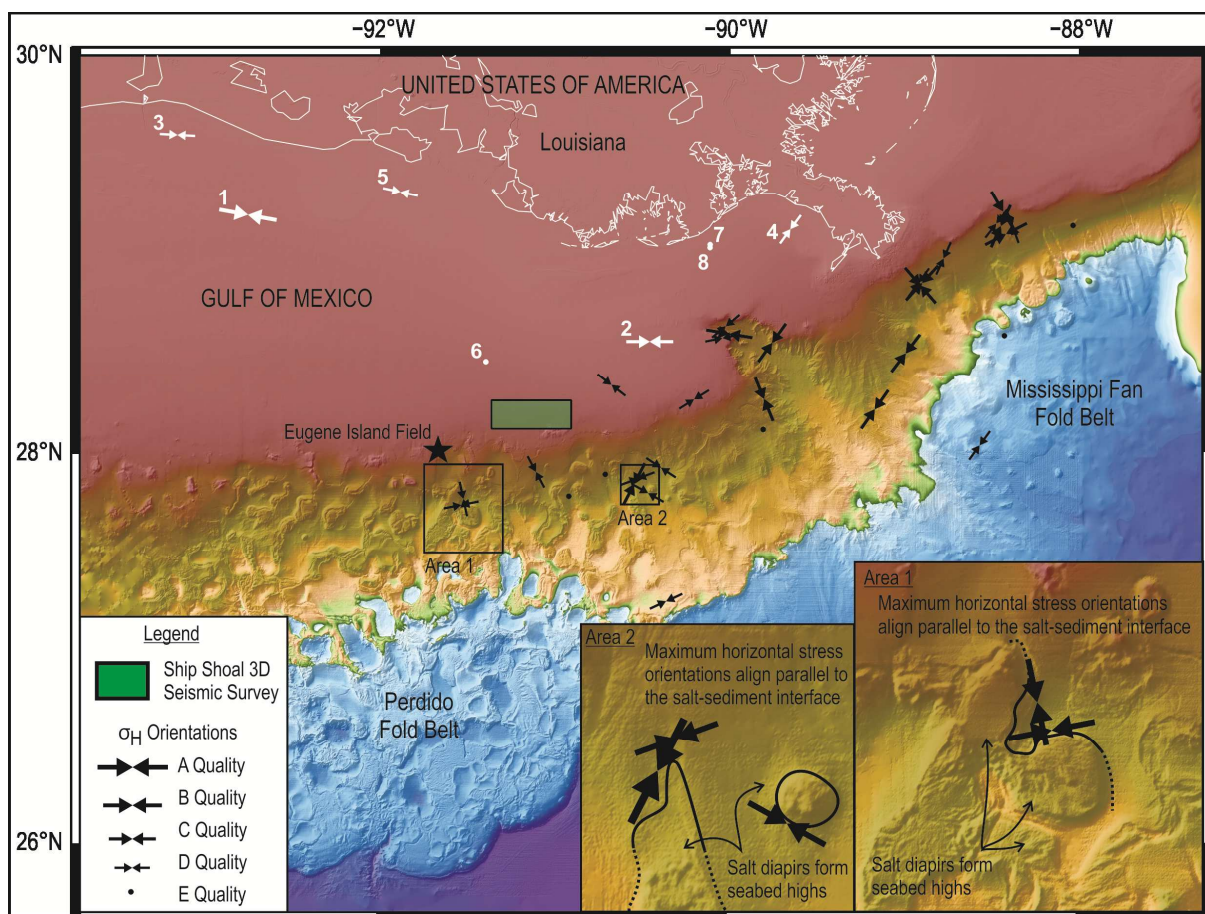 −92°W
−90°W
−88°W
30°N
28°N
26°N
UNITED STATES OF AMERICA
Louisiana
3
5
1
7
4
8
GULF OF MEXICO
2
6
Eugene Island Field
Mississippi Fan
Fold Belt
Area 2
Area 1
Perdido
Fold Belt
Legend
Ship Shoal 3D
Seismic Survey
σH Orientations
A Quality
B Quality
C Quality
D Quality
E Quality
Area 2
Maximum horizontal stress
orientations align parallel to
the salt-sediment interface
Salt diapirs form
seabed highs
Area 1
Maximum horizontal stress orientations
align parallel to the salt-sediment interface
Salt diapirs form
seabed highs